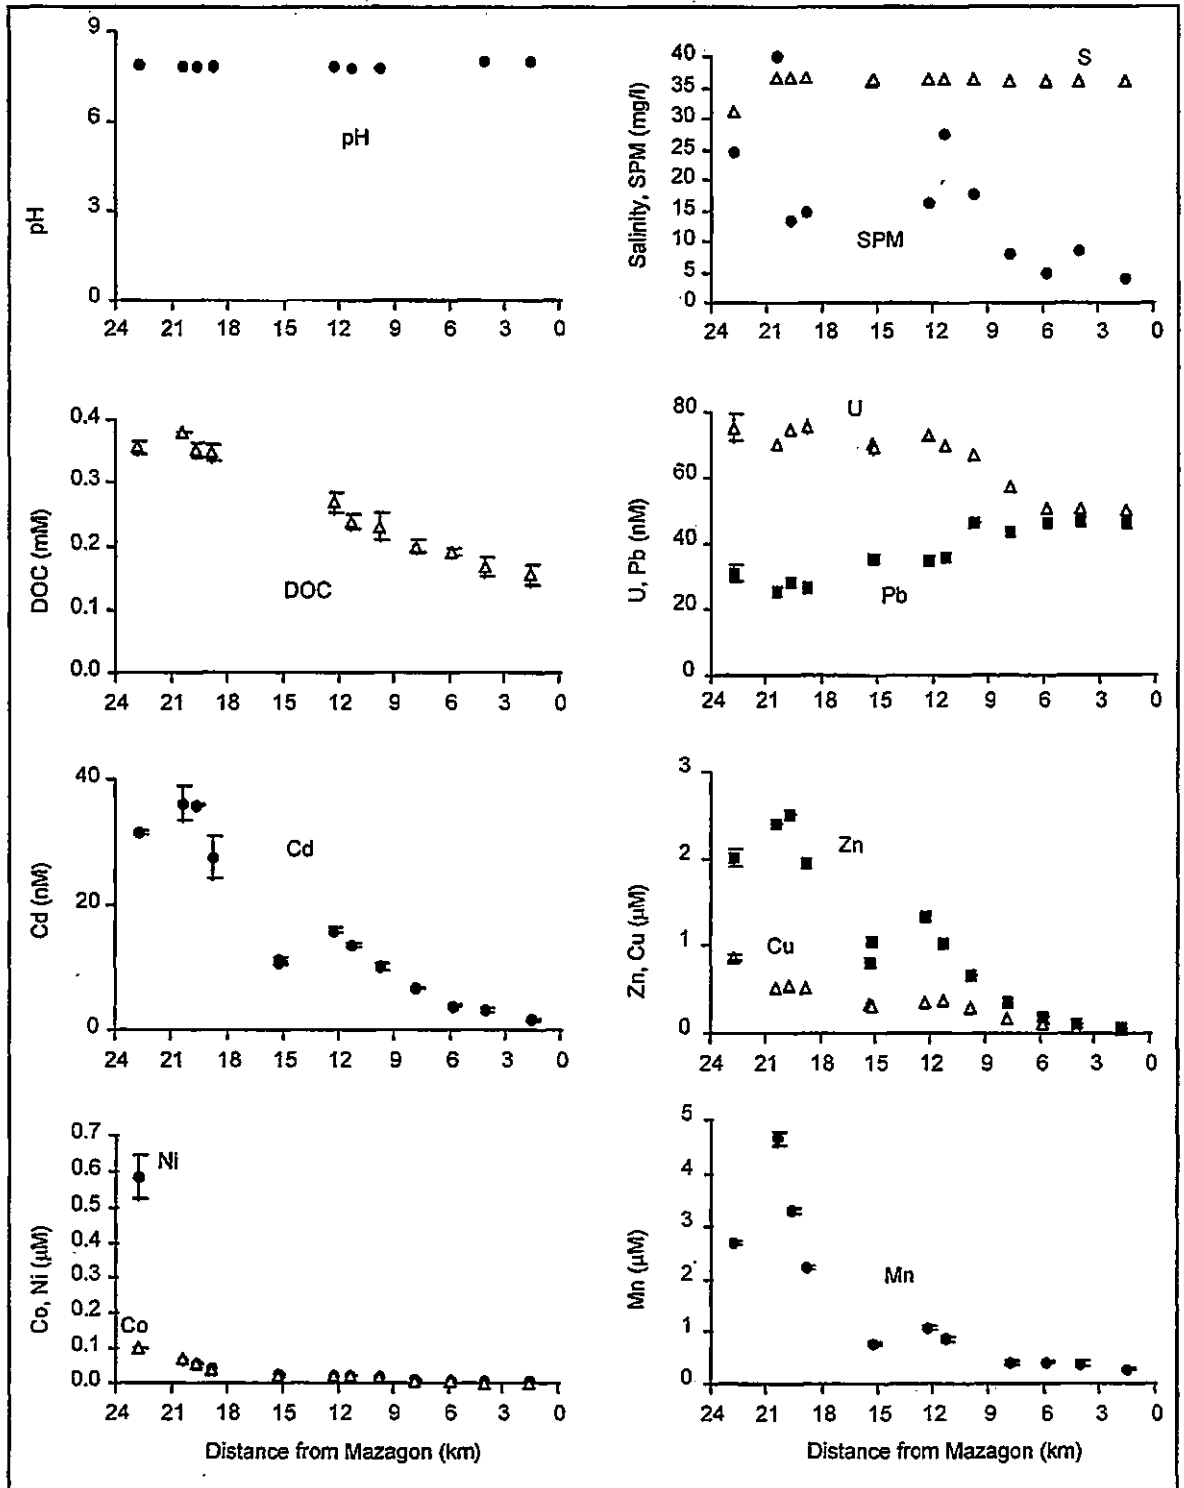 9
6
3
0
pH
pH
24 21 18 15 12 9 6 3 0
40
35
30
25
20
15
10
5
0
Salinity, SPM (mg/l)
S
SPM
24 21 18 15 12 9 6 3 0
0.4
0.3
0.2
0.1
0.0
DOC (mM)
DOC
24 21 18 15 12 9 6 3 0
80
60
40
20
0
U, Pb (nM)
U
Pb
24 21 18 15 12 9 6 3 0
40
20
0
Cd (nM)
Cd
24 21 18 15 12 9 6 3 0
3
2
1
0
Zn, Cu (µM)
Zn
Cu
24 21 18 15 12 9 6 3 0
0.7
0.6
0.5
0.4
0.3
0.2
0.1
0.0
Co, Ni (µM)
Ni
Co
24 21 18 15 12 9 6 3 0
Distance from Mazagon (km)
5
4
3
2
1
0
Mn (µM)
Mn
24 21 18 15 12 9 6 3 0
Distance from Mazagon (km)